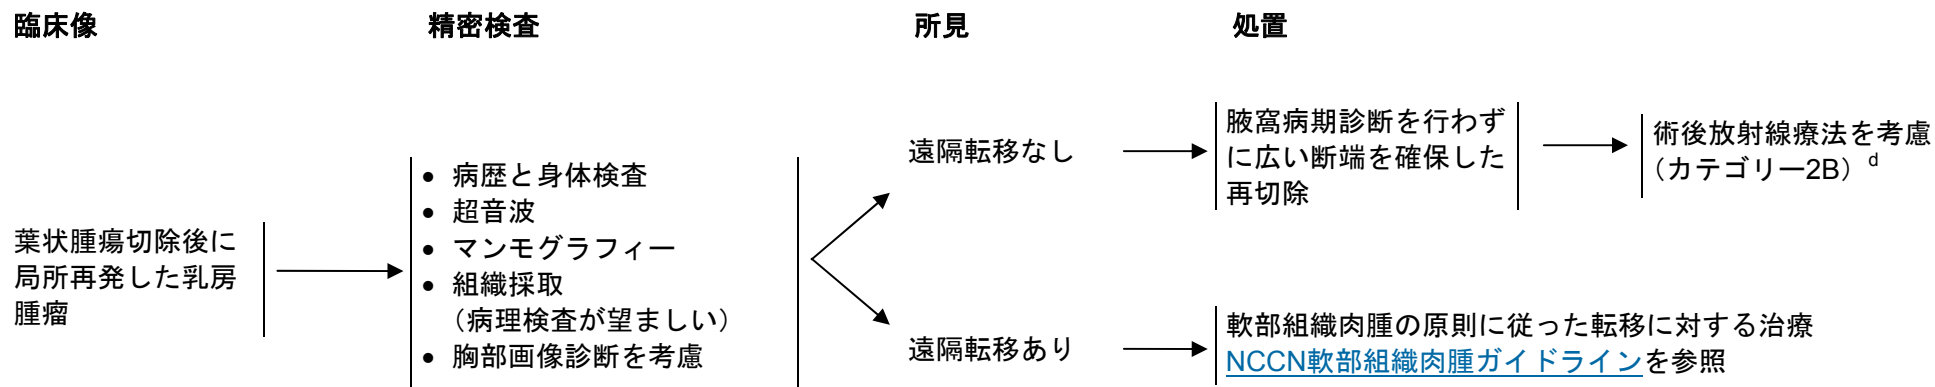 臨床像
精密検査
所見
処置
葉状腫瘍切除後に
局所再発した乳房
腫瘤
• 病歴と身体検査
• 超音波
• マンモグラフィー
• 組織採取
（病理検査が望ましい）
• 胸部画像診断を考慮
遠隔転移なし
腋窩病期診断を行わず
に広い断端を確保した
再切除
術後放射線療法を考慮
（カテゴリー2B）d
遠隔転移あり
軟部組織肉腫の原則に従った転移に対する治療
NCCN軟部組織肉腫ガイドラインを参照